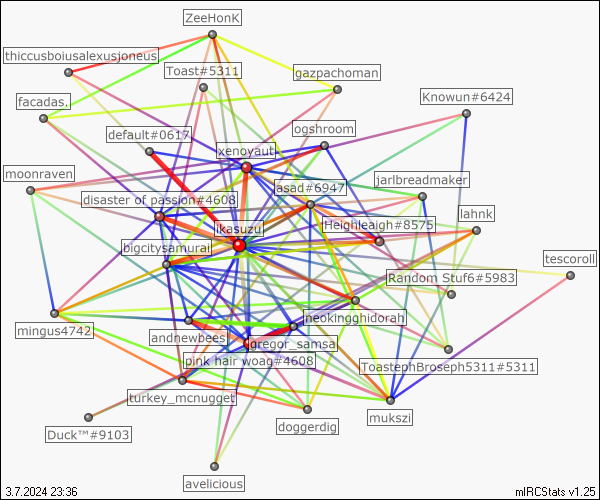 ZeeHonK
thiccusboiusalexusjoneus
Toast#5311
gazpachoman
facadas.
Knowun#6424
default#0617
ogshroom
xenoyaut
moonraven
asad#6947
jarlbreadmaker
disaster of passion#4608
lahnk
ikasuzu
Heighleaigh#8575
bigcitysamurai
tescoroll
Random Stuf6#5983
neokingghidorah
mingus4742
andnewbees
gregor_samsa
pink hair woag#4608
ToastephBroseph5311#5311
turkey_mcnugget
mukszi
doggerdig
Duck™#9103
avelicious
3.7.2024 23:36
mIRCStats v1.25